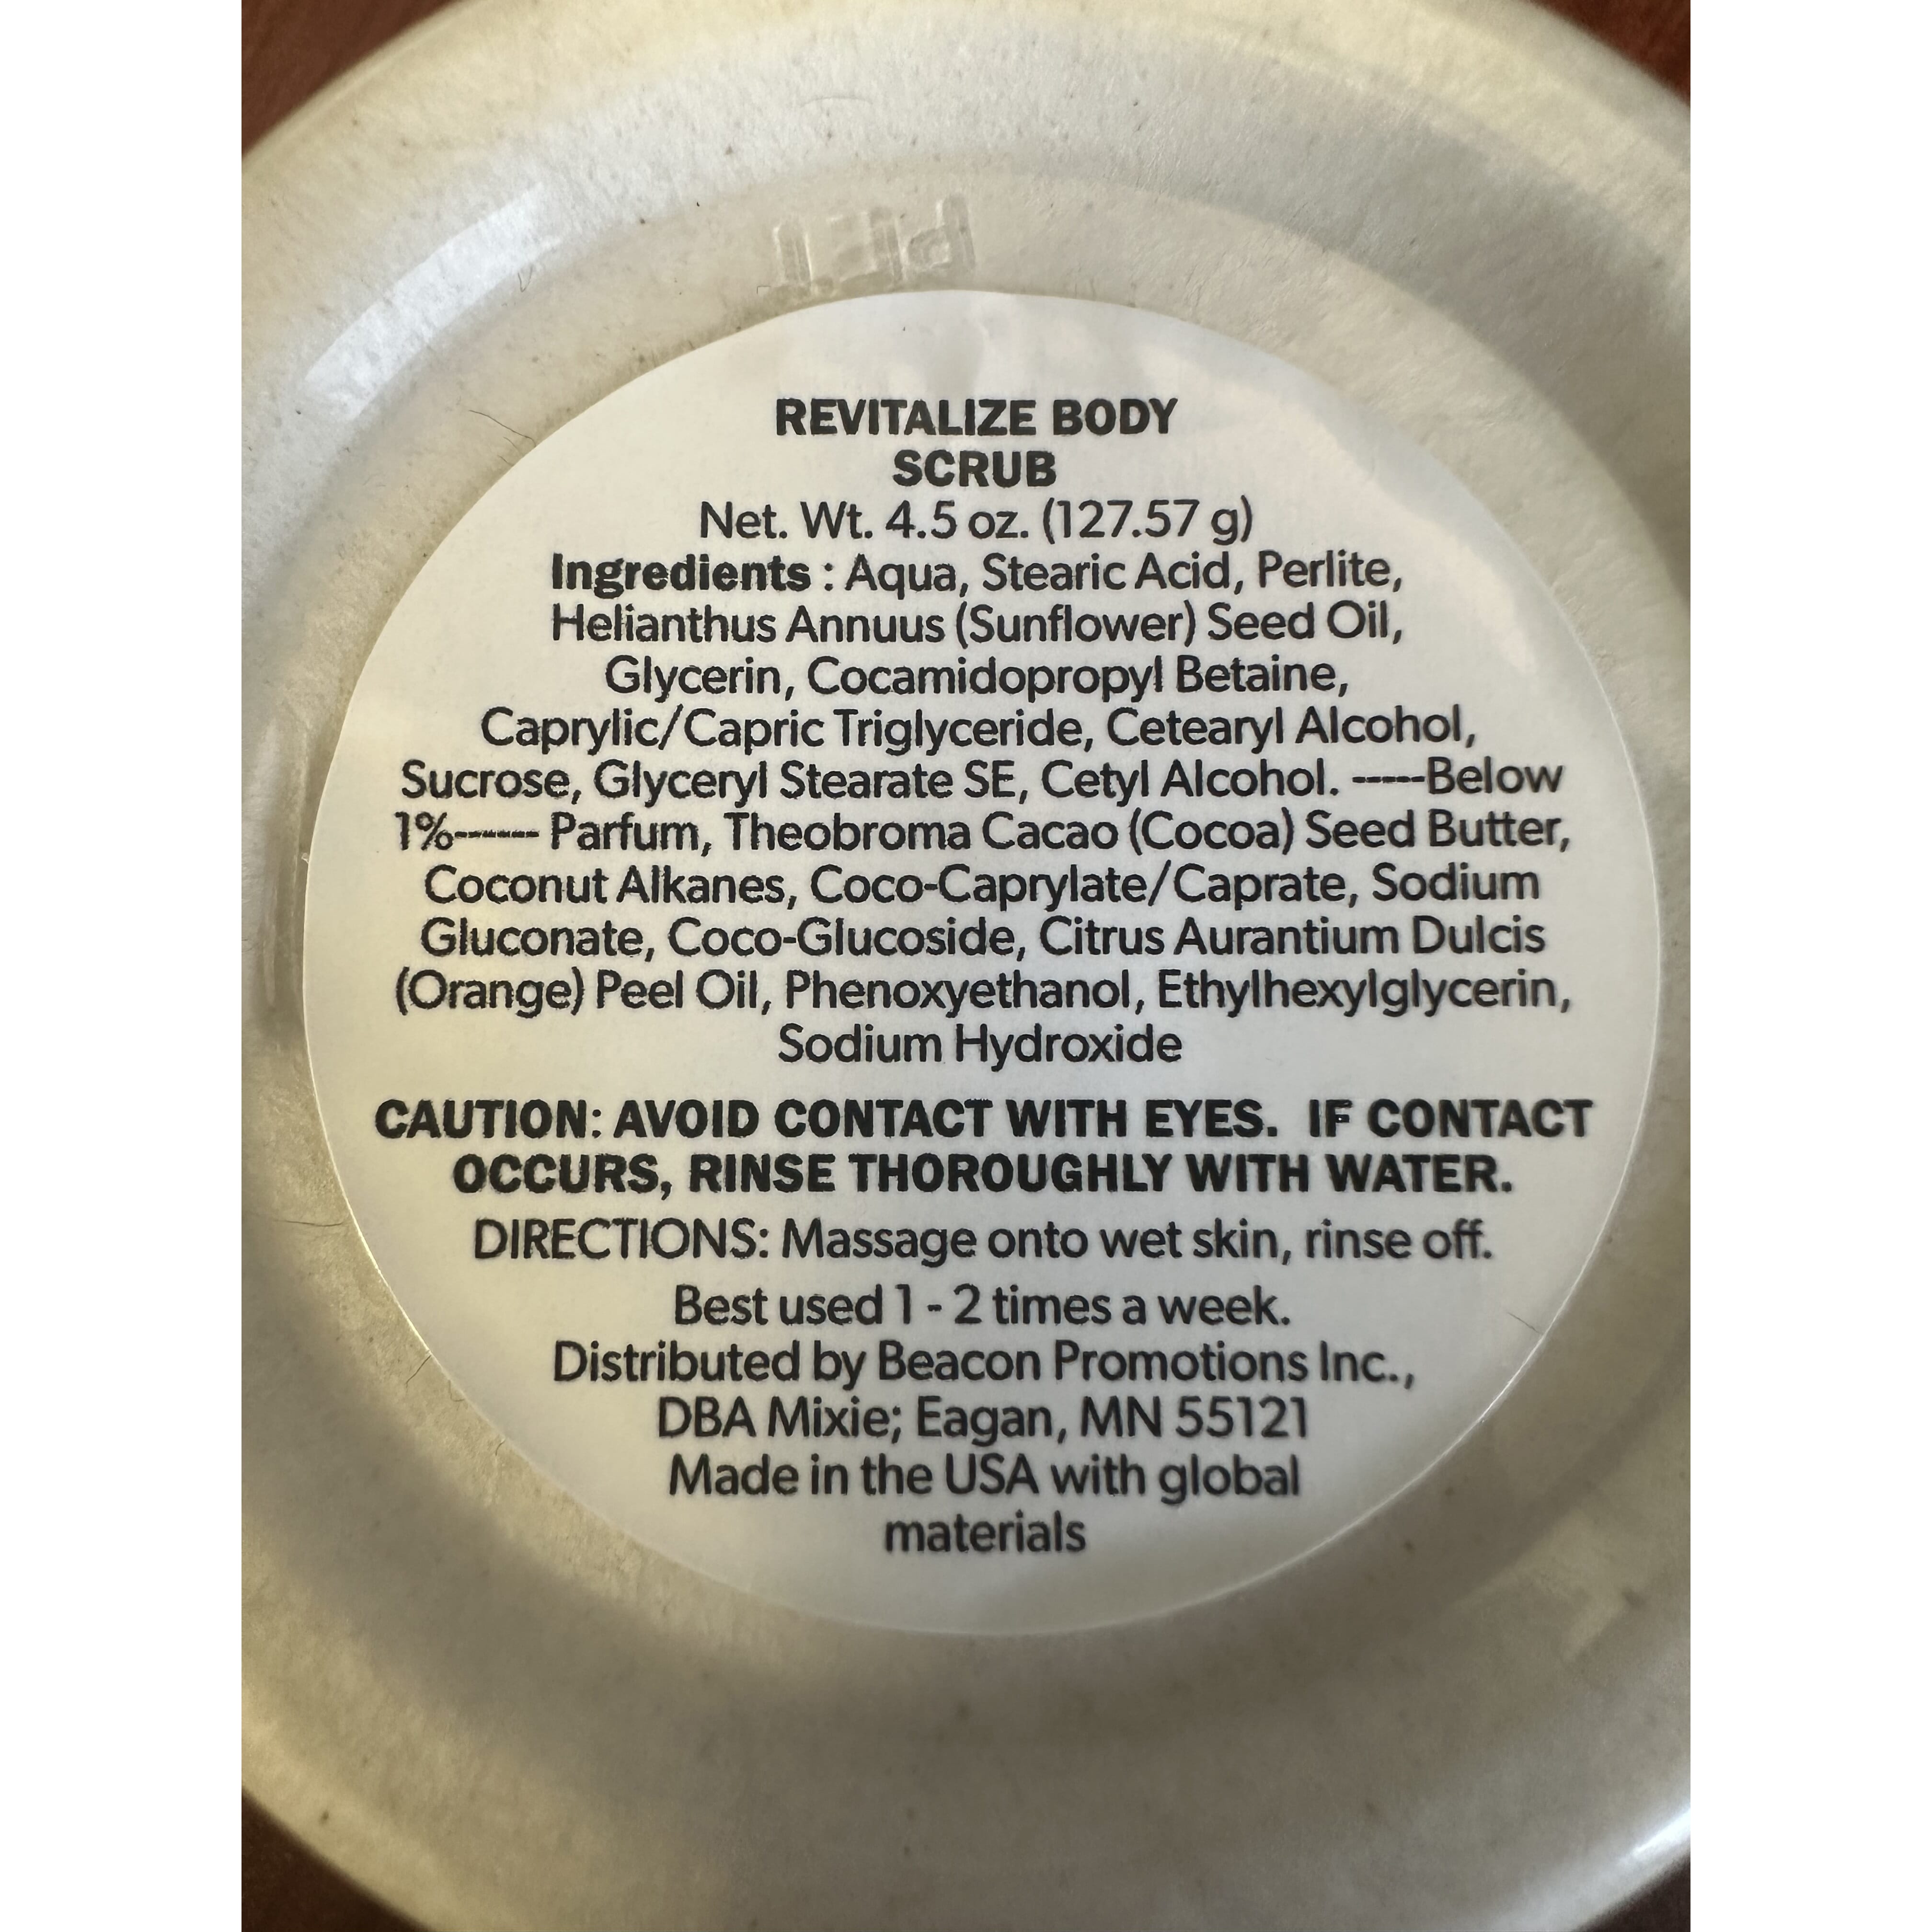 PET
REVITALIZE BODY
SCRUB
Net. Wt. 4.5 oz. (127.57 g)
Ingredients : Aqua, Stearic Acid, Perlite,
Helianthus Annuus (Sunflower) Seed Oil,
Glycerin, Cocamidopropyl Betaine,
Caprylic/Capric Triglyceride, Cetearyl Alcohol,
Sucrose, Glyceryl Stearate SE, Cetyl Alcohol. -----Below
1%------ Parfum, Theobroma Cacao (Cocoa) Seed Butter,
Coconut Alkanes, Coco-Caprylate/Caprate, Sodium
Gluconate, Coco-Glucoside, Citrus Aurantium Dulcis
(Orange) Peel Oil, Phenoxyethanol, Ethylhexylglycerin,
Sodium Hydroxide
CAUTION: AVOID CONTACT WITH EYES. IF CONTACT
OCCURS, RINSE THOROUGHLY WITH WATER.
DIRECTIONS: Massage onto wet skin, rinse off.
Best used 1 - 2 times a week.
Distributed by Beacon Promotions Inc.,
DBA Mixie; Eagan, MN 55121
Made in the USA with global
materials